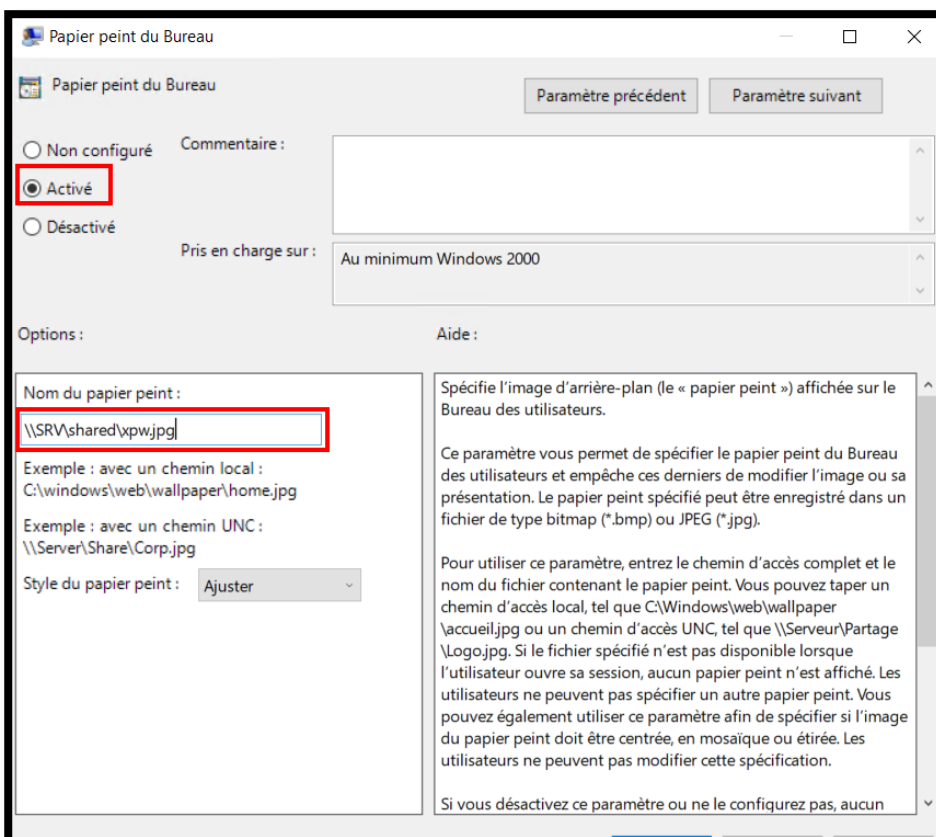 Papier peint du Bureau
Papier peint du Bureau
Paramètre précédent
Paramètre suivant
Non configuré
Commentaire :
Activé
Désactivé
Pris en charge sur :
Au minimum Windows 2000
Options :
Aide :
Nom du papier peint :
\\SRV\shared\xpw.jpg
Exemple : avec un chemin local :
C:\windows\web\wallpaper\home.jpg
Exemple : avec un chemin UNC :
\\Server\Share\Corp.jpg
Style du papier peint :
Ajuster
Spécifie l’image d’arrière-plan (le « papier peint ») affichée sur le
Bureau des utilisateurs.
Ce paramètre vous permet de spécifier le papier peint du Bureau
des utilisateurs et empêche ces derniers de modifier l’image ou sa
présentation. Le papier peint spécifié peut être enregistré dans un
fichier de type bitmap (*.bmp) ou JPEG (*.jpg).
Pour utiliser ce paramètre, entrez le chemin d’accès complet et le
nom du fichier contenant le papier peint. Vous pouvez taper un
chemin d’accès local, tel que C:\Windows\web\wallpaper
\accueil.jpg ou un chemin d’accès UNC, tel que \\Serveur\Partage
\Logo.jpg. Si le fichier spécifié n’est pas disponible lorsque
l’utilisateur ouvre sa session, aucun papier peint n’est affiché. Les
utilisateurs ne peuvent pas spécifier un autre papier peint. Vous
pouvez également utiliser ce paramètre afin de spécifier si l’image
du papier peint doit être centrée, en mosaïque ou étirée. Les
utilisateurs ne peuvent pas modifier cette spécification.
Si vous désactivez ce paramètre ou ne le configurez pas, aucun